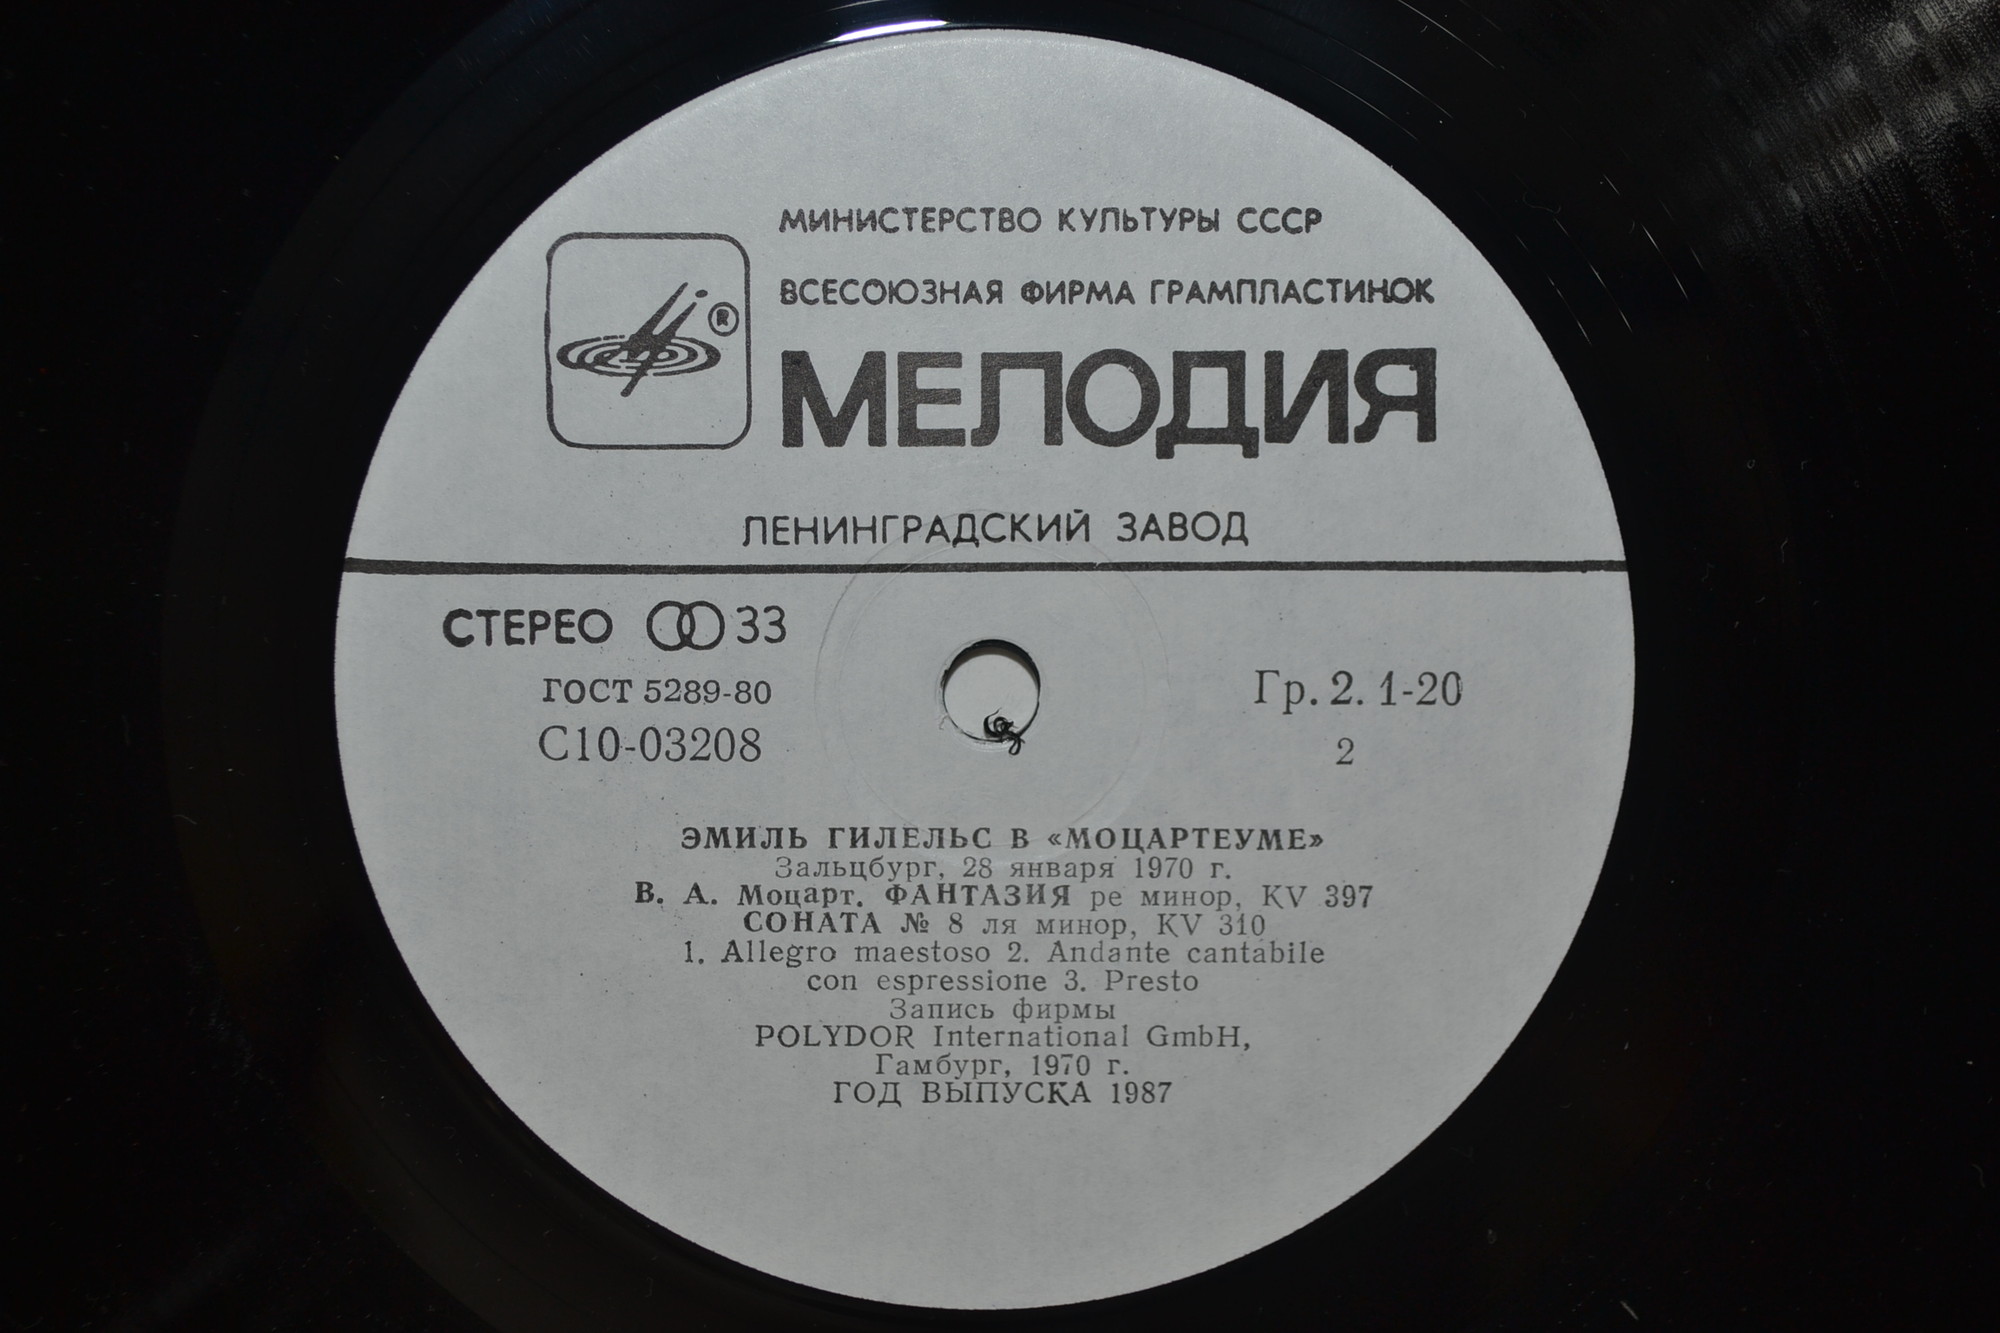 МИНИСТЕРСТВО КУЛЬТУРЫ СССР
ВСЕСОЮЗНАЯ ФИРМА ГРАМПЛАСТИНОК
®
МЕЛОДИЯ
ЛЕНИНГРАДСКИЙ ЗАВОД
СТЕРЕО 33
ГОСТ 5289-80
Гр. 2. 1-20
С10-03208
2
ЭМИЛЬ ГИЛЕЛЬС В «МОЦАРТЕУМЕ»
Зальцбург, 28 января 1970 г.
В. А. Моцарт. ФАНТАЗИЯ ре минор, KV 397
СОНАТА № 8 ля минор, KV 310
1. Allegro maestoso 2. Andante cantabile
con espressione 3. Presto
Запись фирмы
POLYDOR International GmbH,
Гамбург, 1970 г.
ГОД ВЫПУСКА 1987